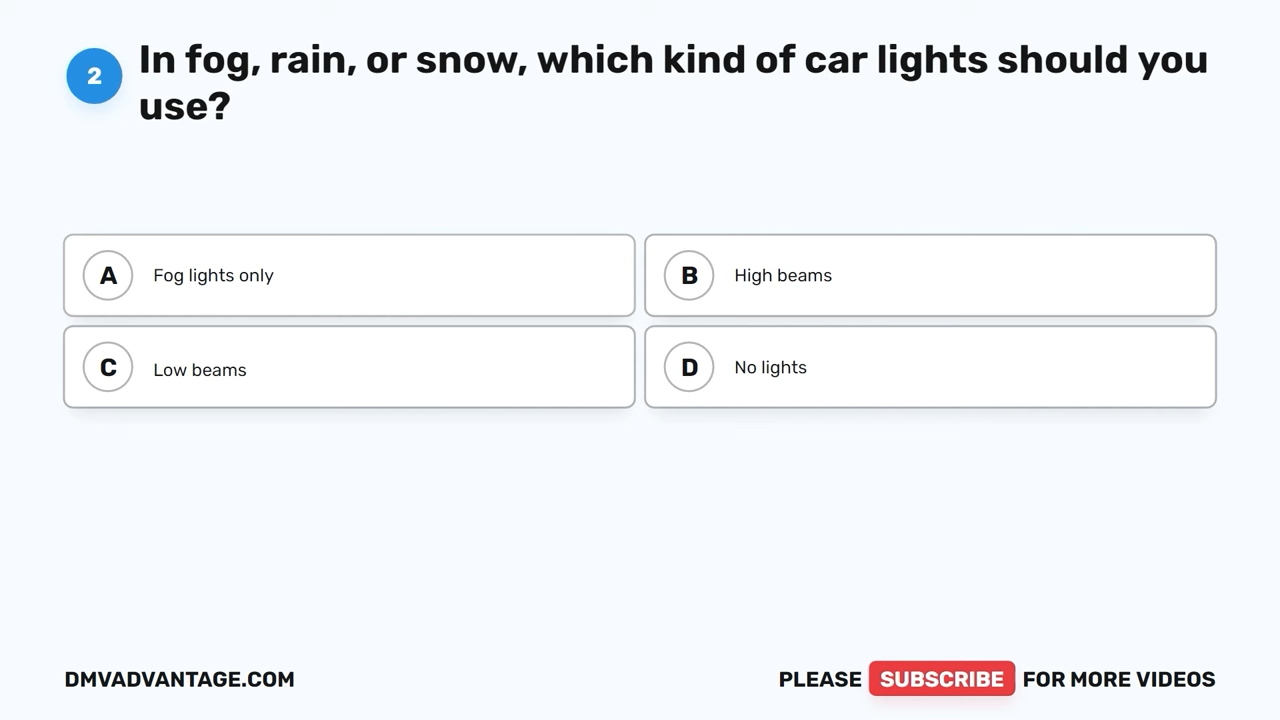 2
In fog, rain, or snow, which kind of car lights should you
use?
A Fog lights only
B High beams
C Low beams
D No lights
DMVADVANTAGE.COM
PLEASE SUBSCRIBE FOR MORE VIDEOS